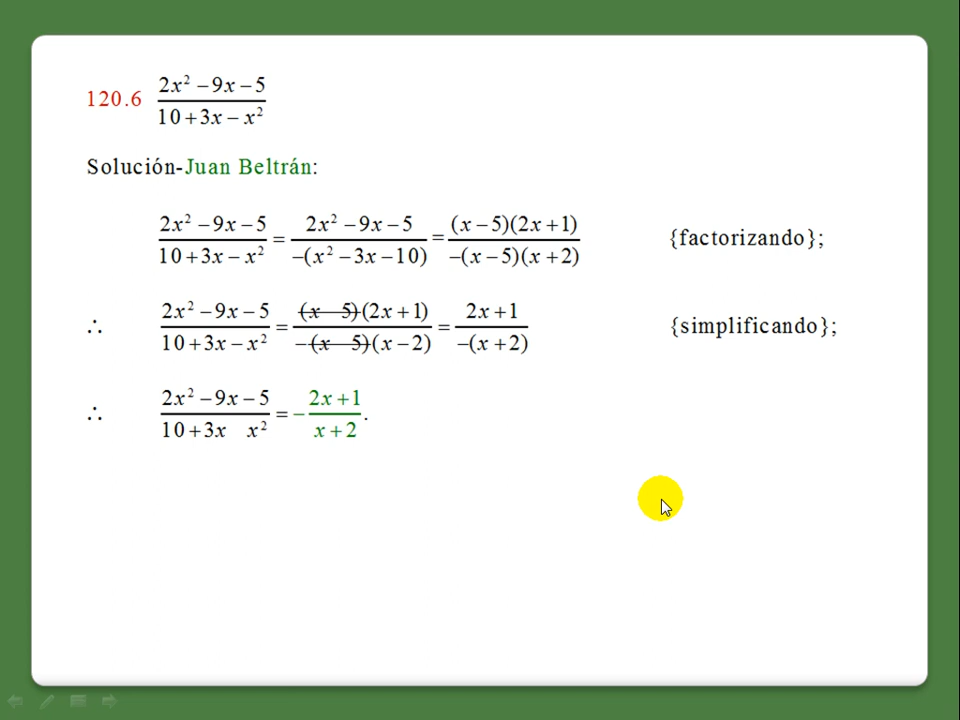 120.6 (2x² − 9x − 5)/(10 + 3x − x²)
Solución-Juan Beltrán:
(2x² − 9x − 5)/(10 + 3x − x²) = (2x² − 9x − 5)/(−(x² − 3x − 10)) = ((x − 5)(2x + 1))/(−(x − 5)(x + 2)) {factorizando};
∴ (2x² − 9x − 5)/(10 + 3x − x²) = ((x 5)(2x + 1))/(−(x 5)(x − 2)) = (2x + 1)/(−(x + 2)) {simplificando};
∴ (2x² − 9x − 5)/(10 + 3x x²) = −(2x + 1)/(x + 2).